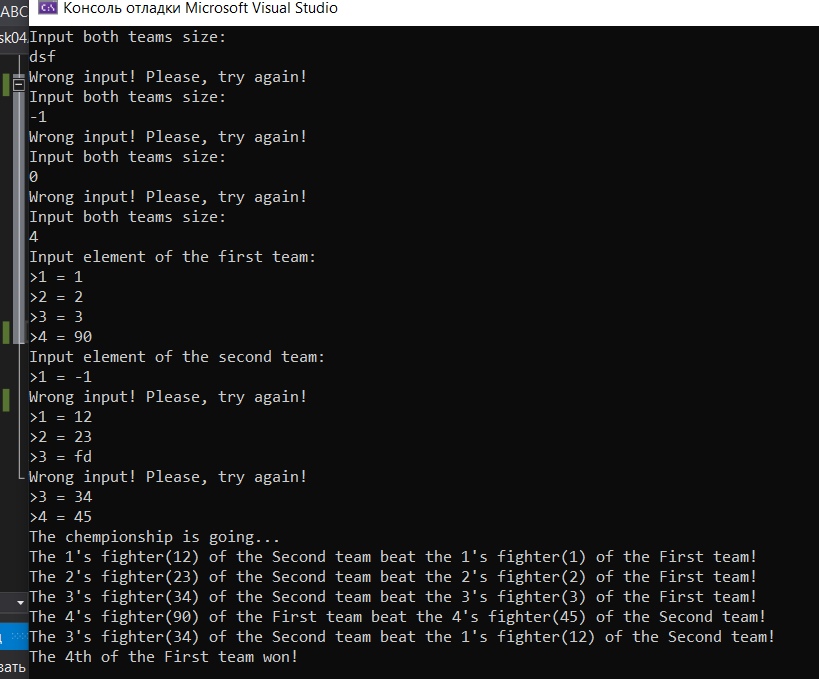 Консоль отладки Microsoft Visual Studio
ABC
sk04
Input both teams size:
dsf
Wrong input! Please, try again!
Input both teams size:
-1
Wrong input! Please, try again!
Input both teams size:
0
Wrong input! Please, try again!
Input both teams size:
4
Input element of the first team:
>1 = 1
>2 = 2
>3 = 3
>4 = 90
Input element of the second team:
>1 = -1
Wrong input! Please, try again!
>1 = 12
>2 = 23
>3 = fd
Wrong input! Please, try again!
>3 = 34
>4 = 45
The chempionship is going...
The 1's fighter(12) of the Second team beat the 1's fighter(1) of the First team!
The 2's fighter(23) of the Second team beat the 2's fighter(2) of the First team!
The 3's fighter(34) of the Second team beat the 3's fighter(3) of the First team!
The 4's fighter(90) of the First team beat the 4's fighter(45) of the Second team!
The 3's fighter(34) of the Second team beat the 1's fighter(12) of the Second team!
The 4th of the First team won!
вать